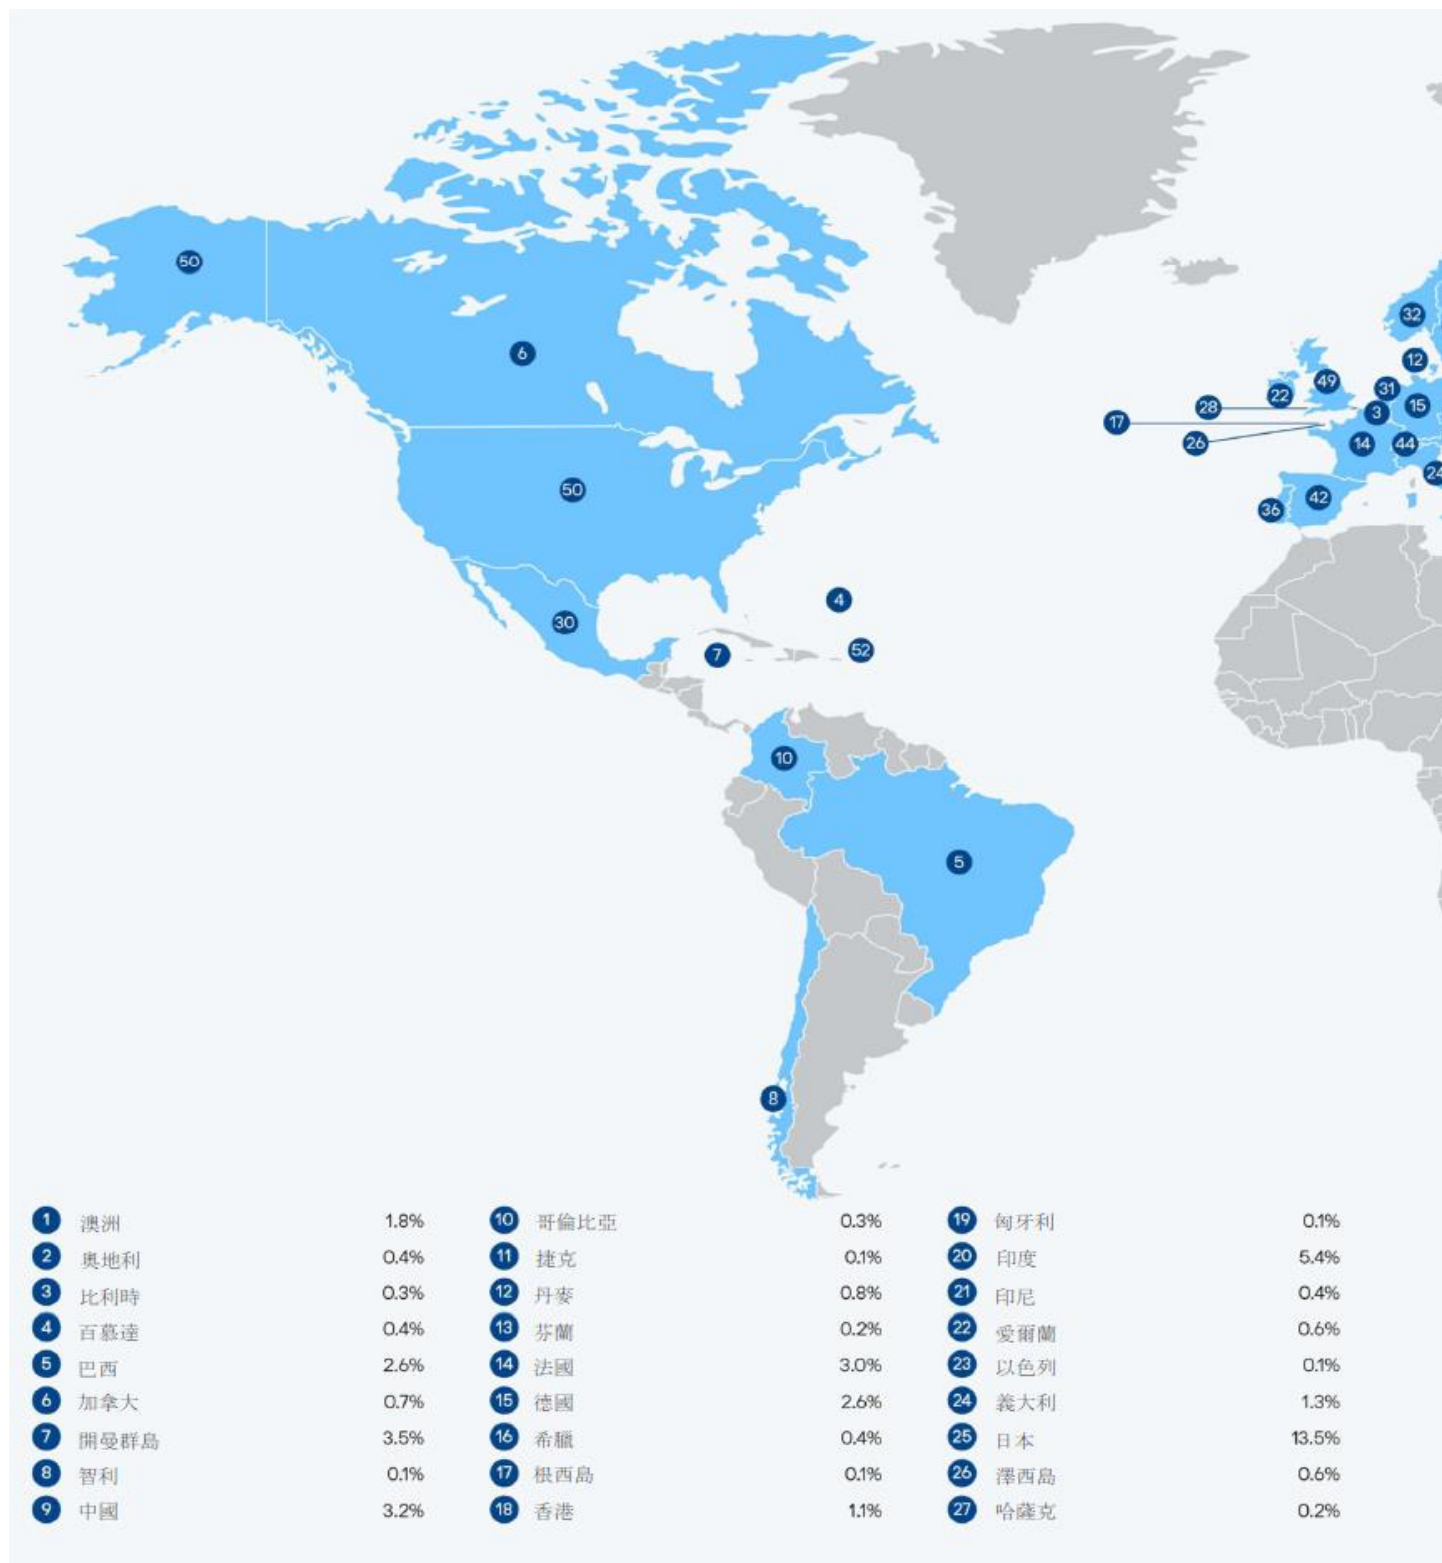 50
6
32
12
49
31
22
15
28
3
17
26
14
44
24
50
42
36
4
30
52
7
10
5
8
1 澳洲 1.8%
2 奧地利 0.4%
3 比利時 0.3%
4 百慕達 0.4%
5 巴西 2.6%
6 加拿大 0.7%
7 開曼群島 3.5%
8 智利 0.1%
9 中國 3.2%
10 哥倫比亞 0.3%
11 捷克 0.1%
12 丹麥 0.8%
13 芬蘭 0.2%
14 法國 3.0%
15 德國 2.6%
16 希臘 0.4%
17 根西島 0.1%
18 香港 1.1%
19 匈牙利 0.1%
20 印度 5.4%
21 印尼 0.4%
22 愛爾蘭 0.6%
23 以色列 0.1%
24 義大利 1.3%
25 日本 13.5%
26 澤西島 0.6%
27 哈薩克 0.2%